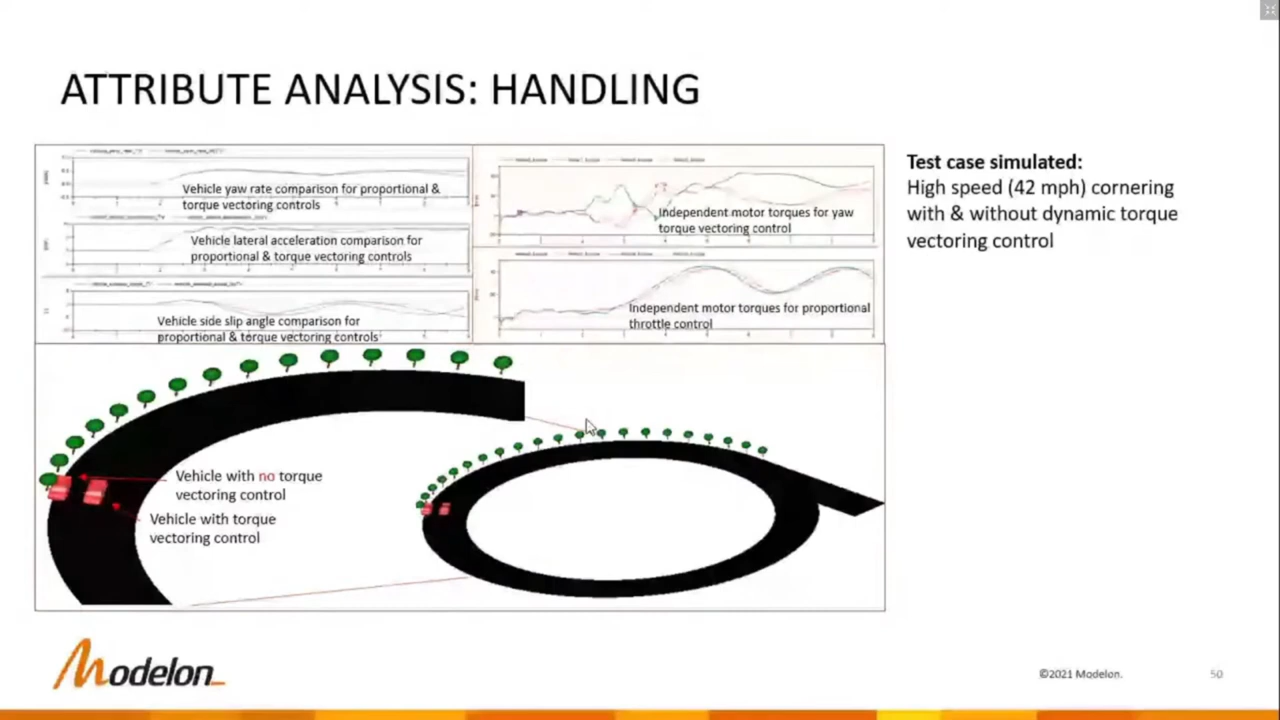 ATTRIBUTE ANALYSIS: HANDLING
Vehicle yaw rate comparison for proportional &
torque vectoring controls
Vehicle lateral acceleration comparison for
proportional & torque vectoring controls
Vehicle side slip angle comparison for
proportional & torque vectoring controls
Independent motor torques for yaw
torque vectoring control
Independent motor torques for proportional
throttle control
Test case simulated:
High speed (42 mph) cornering
with & without dynamic torque
vectoring control
Vehicle with no torque
vectoring control
Vehicle with torque
vectoring control
Modelon
©2021 Modelon.
50